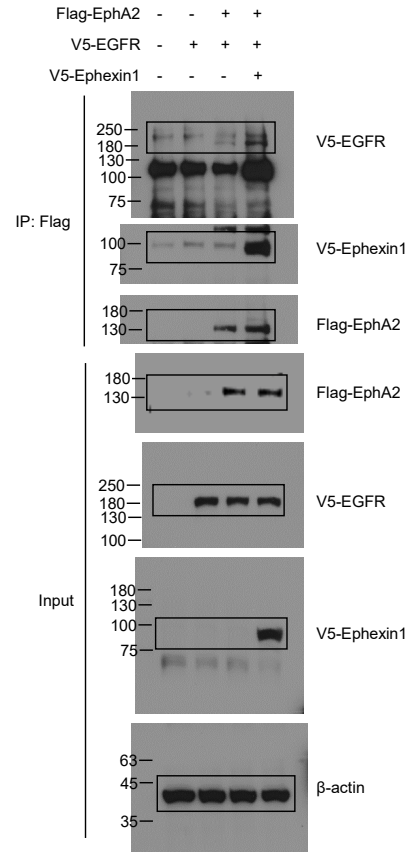 Flag-EphA2 - - + +
V5-EGFR - + + +
V5-Ephexin1 - - - +
IP: Flag
250
180
130
100
75
V5-EGFR
100
75
V5-Ephexin1
180
130
Flag-EphA2
Input
180
130
Flag-EphA2
250
180
130
100
V5-EGFR
180
130
100
75
V5-Ephexin1
63
45
35
β-actin